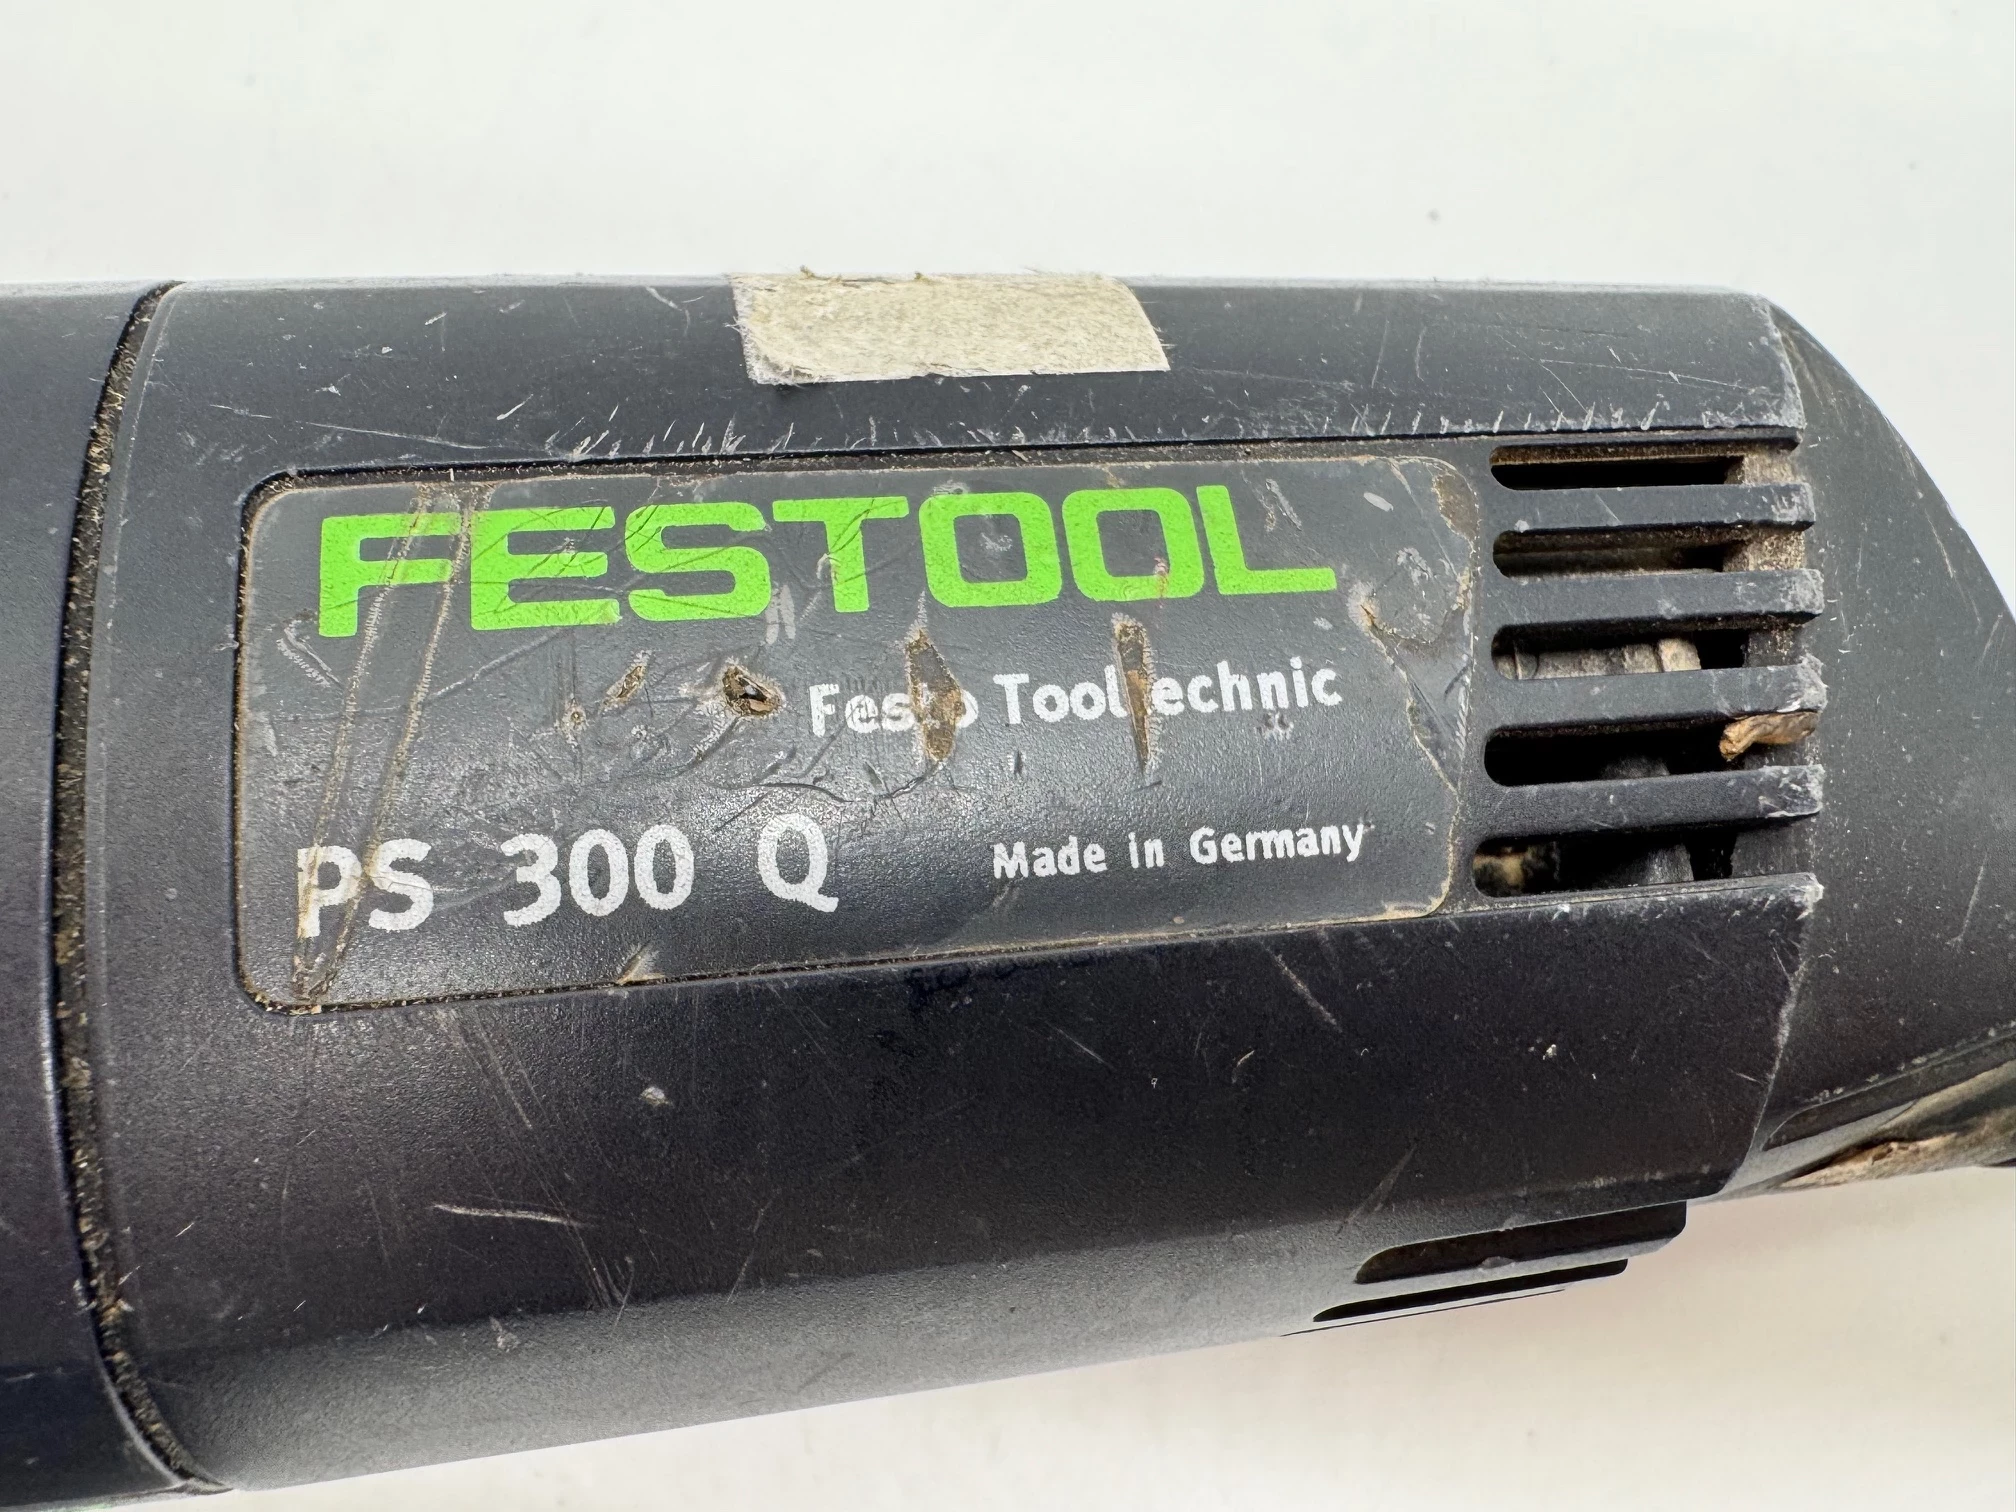 FESTOOL
Festo Tooltechnic
PS 300 Q
Made in Germany